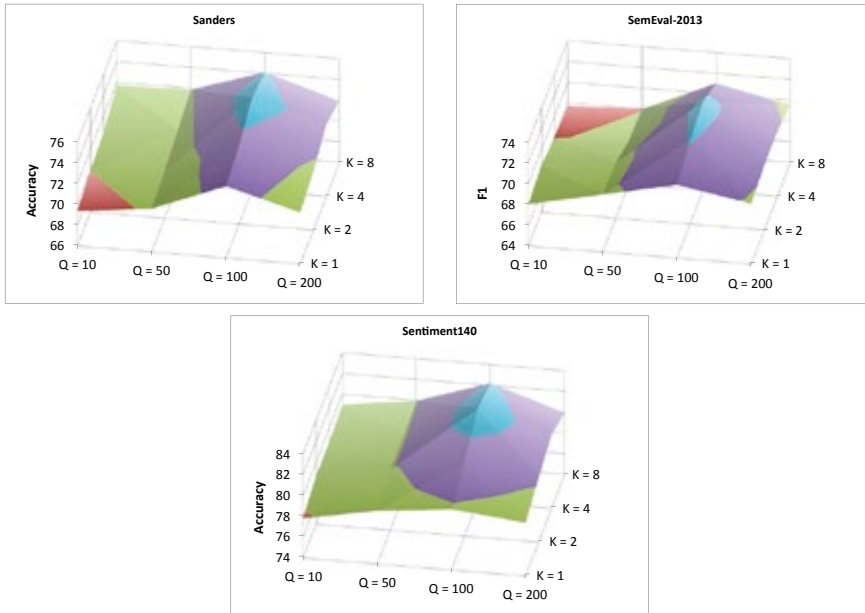 Sanders
Accuracy
76
74
72
70
68
66
Q = 10
Q = 50
Q = 100
Q = 200
K = 8
K = 4
K = 2
K = 1
SemEval-2013
F1
74
72
70
68
66
64
Q = 10
Q = 50
Q = 100
Q = 200
K = 8
K = 4
K = 2
K = 1
Sentiment140
Accuracy
84
82
80
78
76
74
Q = 10
Q = 50
Q = 100
Q = 200
K = 8
K = 4
K = 2
K = 1